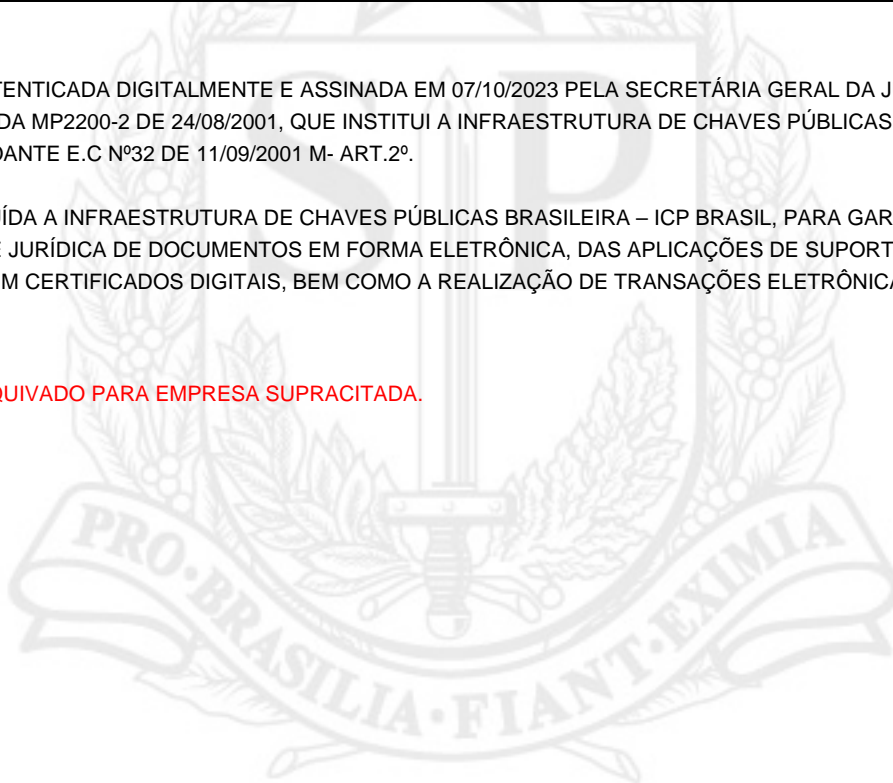 TENTICADA DIGITALMENTE E ASSINADA EM 07/10/2023 PELA SECRETÁRIA GERAL DA J
DA MP2200-2 DE 24/08/2001, QUE INSTITUI A INFRAESTRUTURA DE CHAVES PÚBLICAS
DANTE E.C Nº32 DE 11/09/2001 M- ART.2º.
ÍDA A INFRAESTRUTURA DE CHAVES PÚBLICAS BRASILEIRA – ICP BRASIL, PARA GAR
E JURÍDICA DE DOCUMENTOS EM FORMA ELETRÔNICA, DAS APLICAÇÕES DE SUPORT
M CERTIFICADOS DIGITAIS, BEM COMO A REALIZAÇÃO DE TRANSAÇÕES ELETRÔNICA
QUIVADO PARA EMPRESA SUPRACITADA.
SP
PRO·BRASILIA·FIANT·EXIMIA